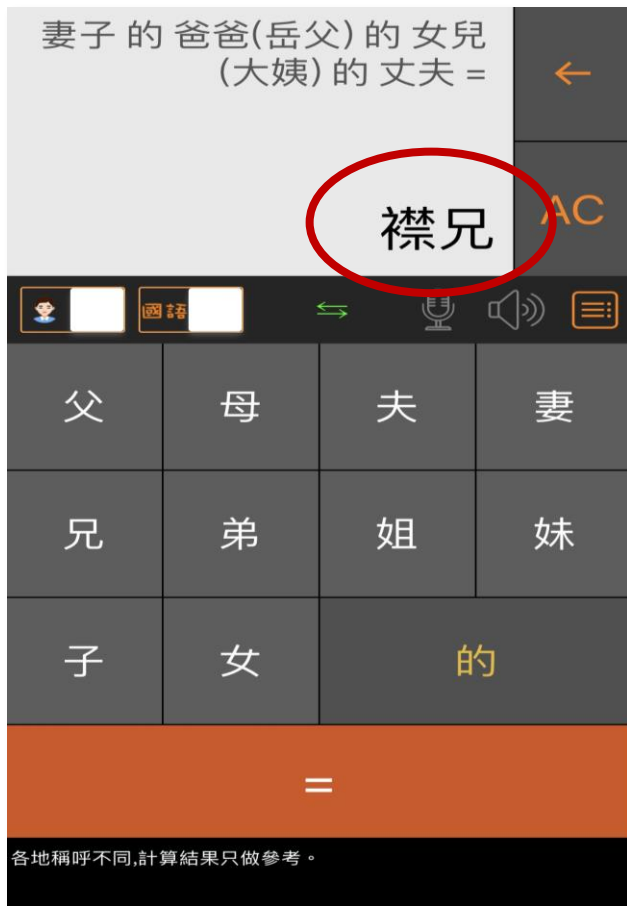 妻子 的 爸爸(岳父) 的 女兒
(大姨) 的 丈夫 =
←
襟兄
AC
國語
父 母 夫 妻
兄 弟 姐 妹
子 女 的
=
各地稱呼不同,計算結果只做參考。